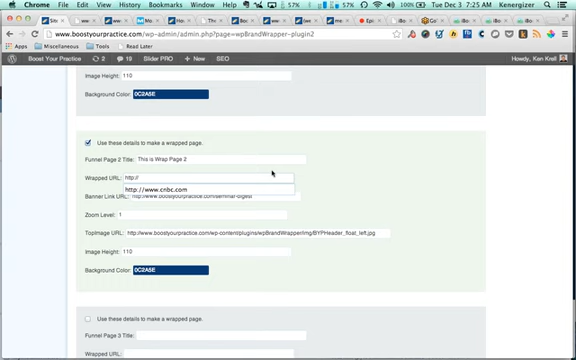 Chrome File Edit View History Bookmarks Window Help
57% 57% Tue Dec 3 7:25 AM Kenergizer
www.boostyourpractice.com/wp-admin/admin.php?page=wpBrandWrapper-plugin2
Apps Miscellaneous Tools Read Later
Boost Your Practice 2 19 Slider PRO + New SEO Howdy, Ken Krell
Image Height: 110
Background Color: 0C2A5E
Use these details to make a wrapped page.
Funnel Page 2 Title: This is Wrap Page 2
Wrapped URL: http://
http://www.cnbc.com
Banner Link URL: http://www.boostyourpractice.com/seminar-digest
Zoom Level: 1
TopImage URL: http://www.boostyourpractice.com/wp-content/plugins/wpBrandWrapper/img/BYPHeader_float_left.jpg
Image Height: 110
Background Color: 0C2A5E
Use these details to make a wrapped page.
Funnel Page 3 Title:
Wrapped URL: